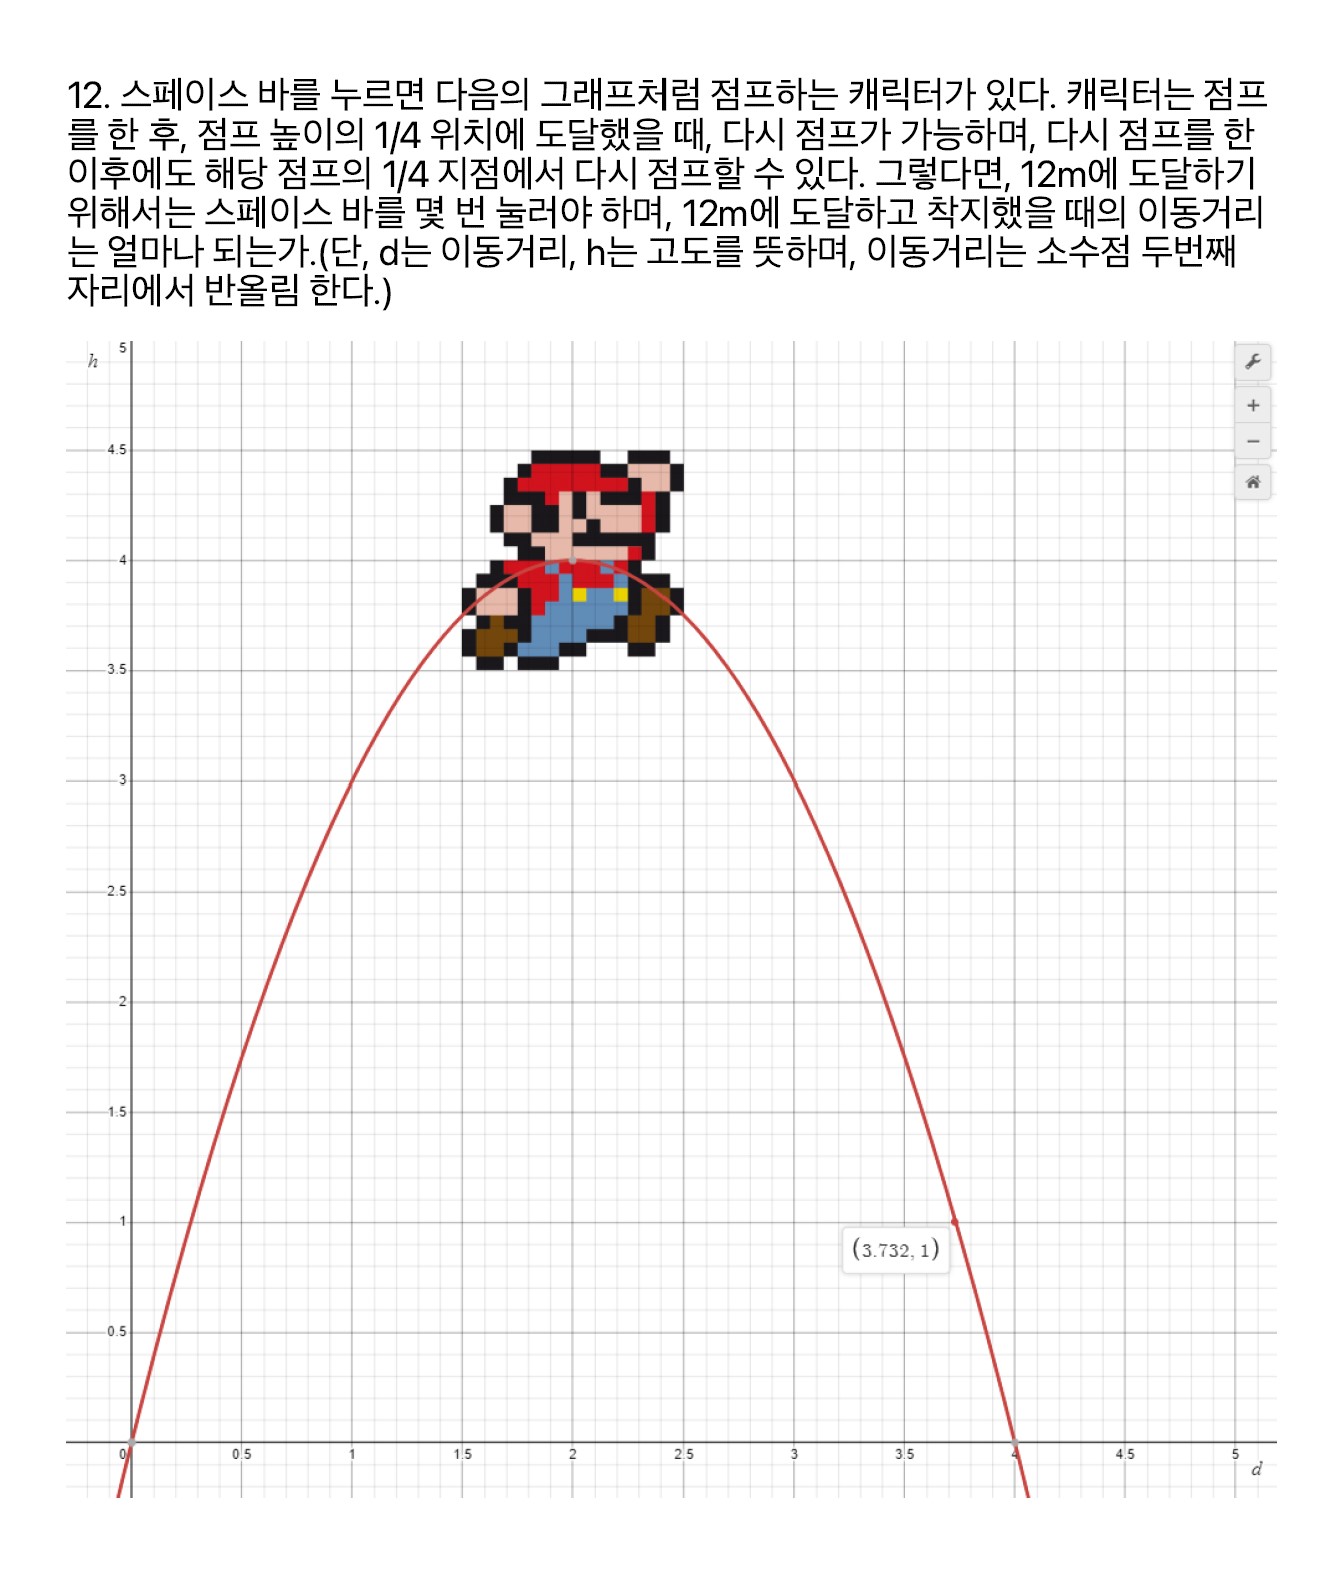 12. 스페이스 바를 누르면 다음의 그래프처럼 점프하는 캐릭터가 있다. 캐릭터는 점프
를 한 후, 점프 높이의 1/4 위치에 도달했을 때, 다시 점프가 가능하며, 다시 점프를 한
이후에도 해당 점프의 1/4 지점에서 다시 점프할 수 있다. 그렇다면, 12m에 도달하기
위해서는 스페이스 바를 몇 번 눌러야 하며, 12m에 도달하고 착지했을 때의 이동거리
는 얼마나 되는가.(단, d는 이동거리, h는 고도를 뜻하며, 이동거리는 소수점 두번째
자리에서 반올림 한다.)
h
5
4.5
4
3.5
3
2.5
2
1.5
1
(3.732, 1)
0.5
0 0.5 1 1.5 2 2.5 3 3.5 4 4.5 5
d
+
−